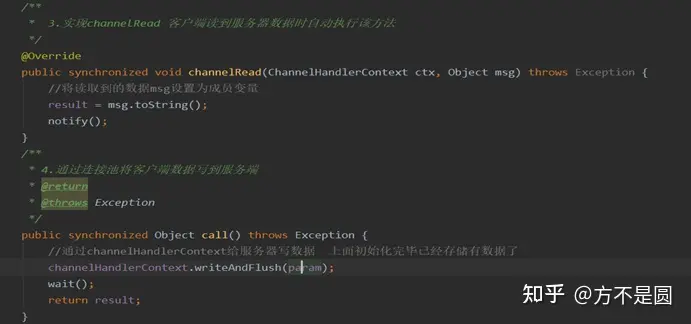 /**
* 3.实现channelRead 客户端读到服务器数据时自动执行该方法
*/
@Override
public synchronized void channelRead(ChannelHandlerContext ctx, Object msg) throws Exception {
//将读取到的数据msg设置为成员变量
result = msg.toString();
notify();
}
/**
* 4.通过连接池将客户端数据写到服务端
* @return
* @throws Exception
*/
public synchronized Object call() throws Exception {
//通过channelHandlerContext给服务器写数据 上面初始化完毕已经存储有数据了
channelHandlerContext.writeAndFlush(param);
wait();
return result;
}
知乎 @方不是圆